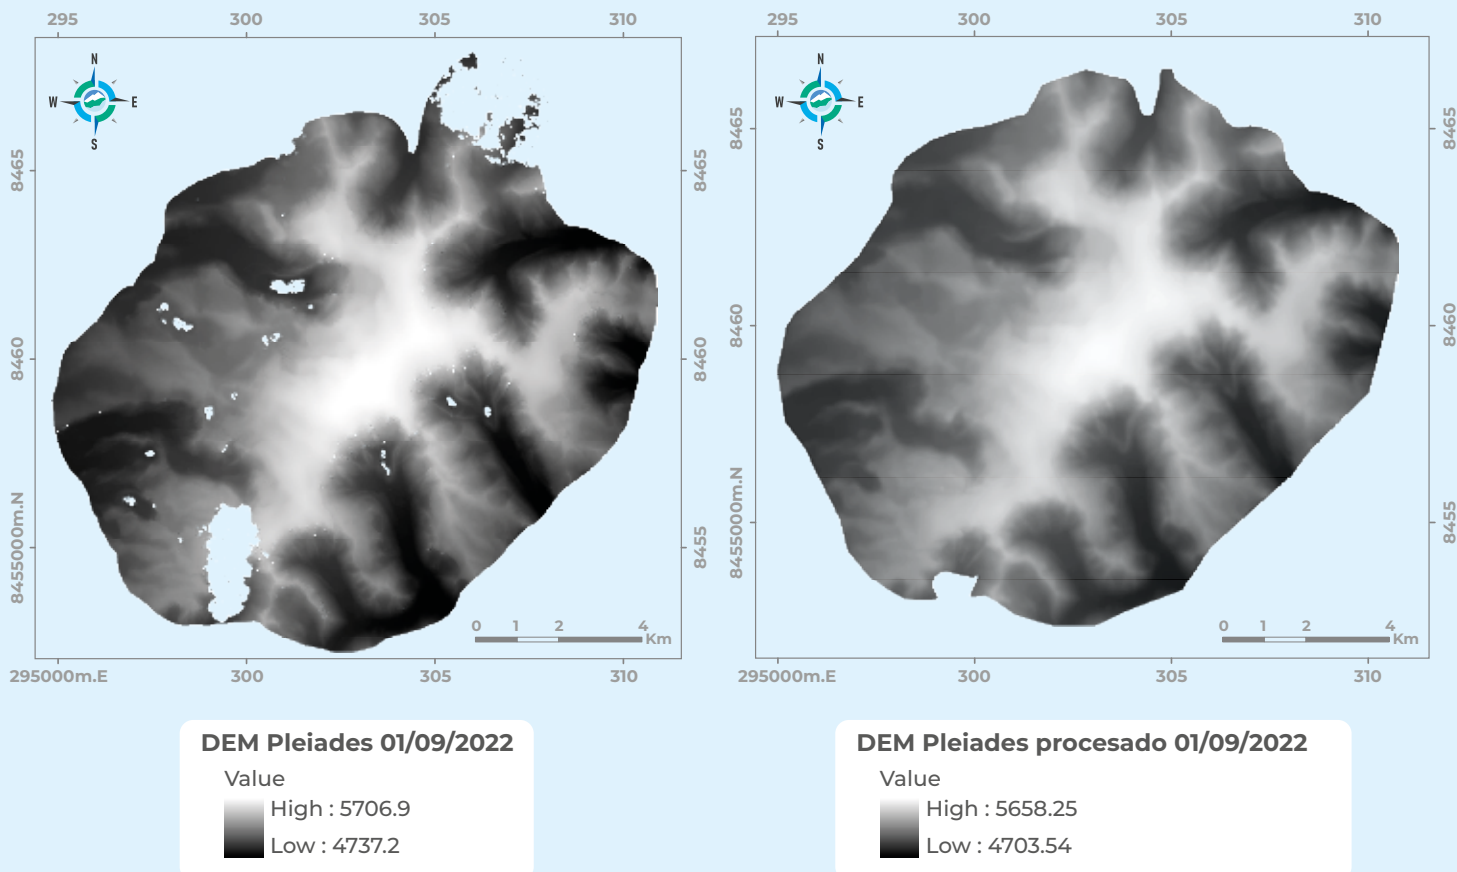 295 300 305 310
N
W E
S
8465
8460
8455000m.N
8465
8460
8455
0 1 2 4
Km
295000m.E 300 305 310
DEM Pleiades 01/09/2022
Value
High : 5706.9
Low : 4737.2
295 300 305 310
N
W E
S
8465
8460
8455000m.N
8465
8460
8455
0 1 2 4
Km
295000m.E 300 305 310
DEM Pleiades procesado 01/09/2022
Value
High : 5658.25
Low : 4703.54